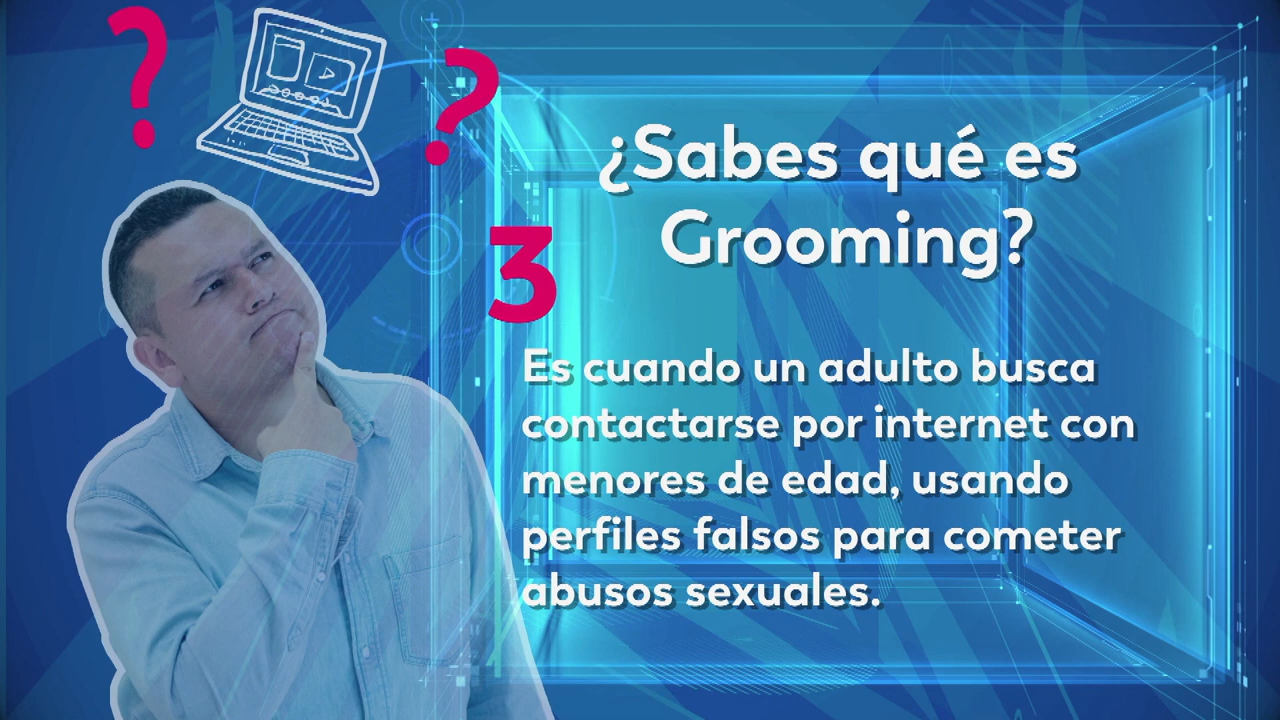 ? ?
¿Sabes qué es
Grooming?
3
Es cuando un adulto busca
contactarse por internet con
menores de edad, usando
perfiles falsos para cometer
abusos sexuales.